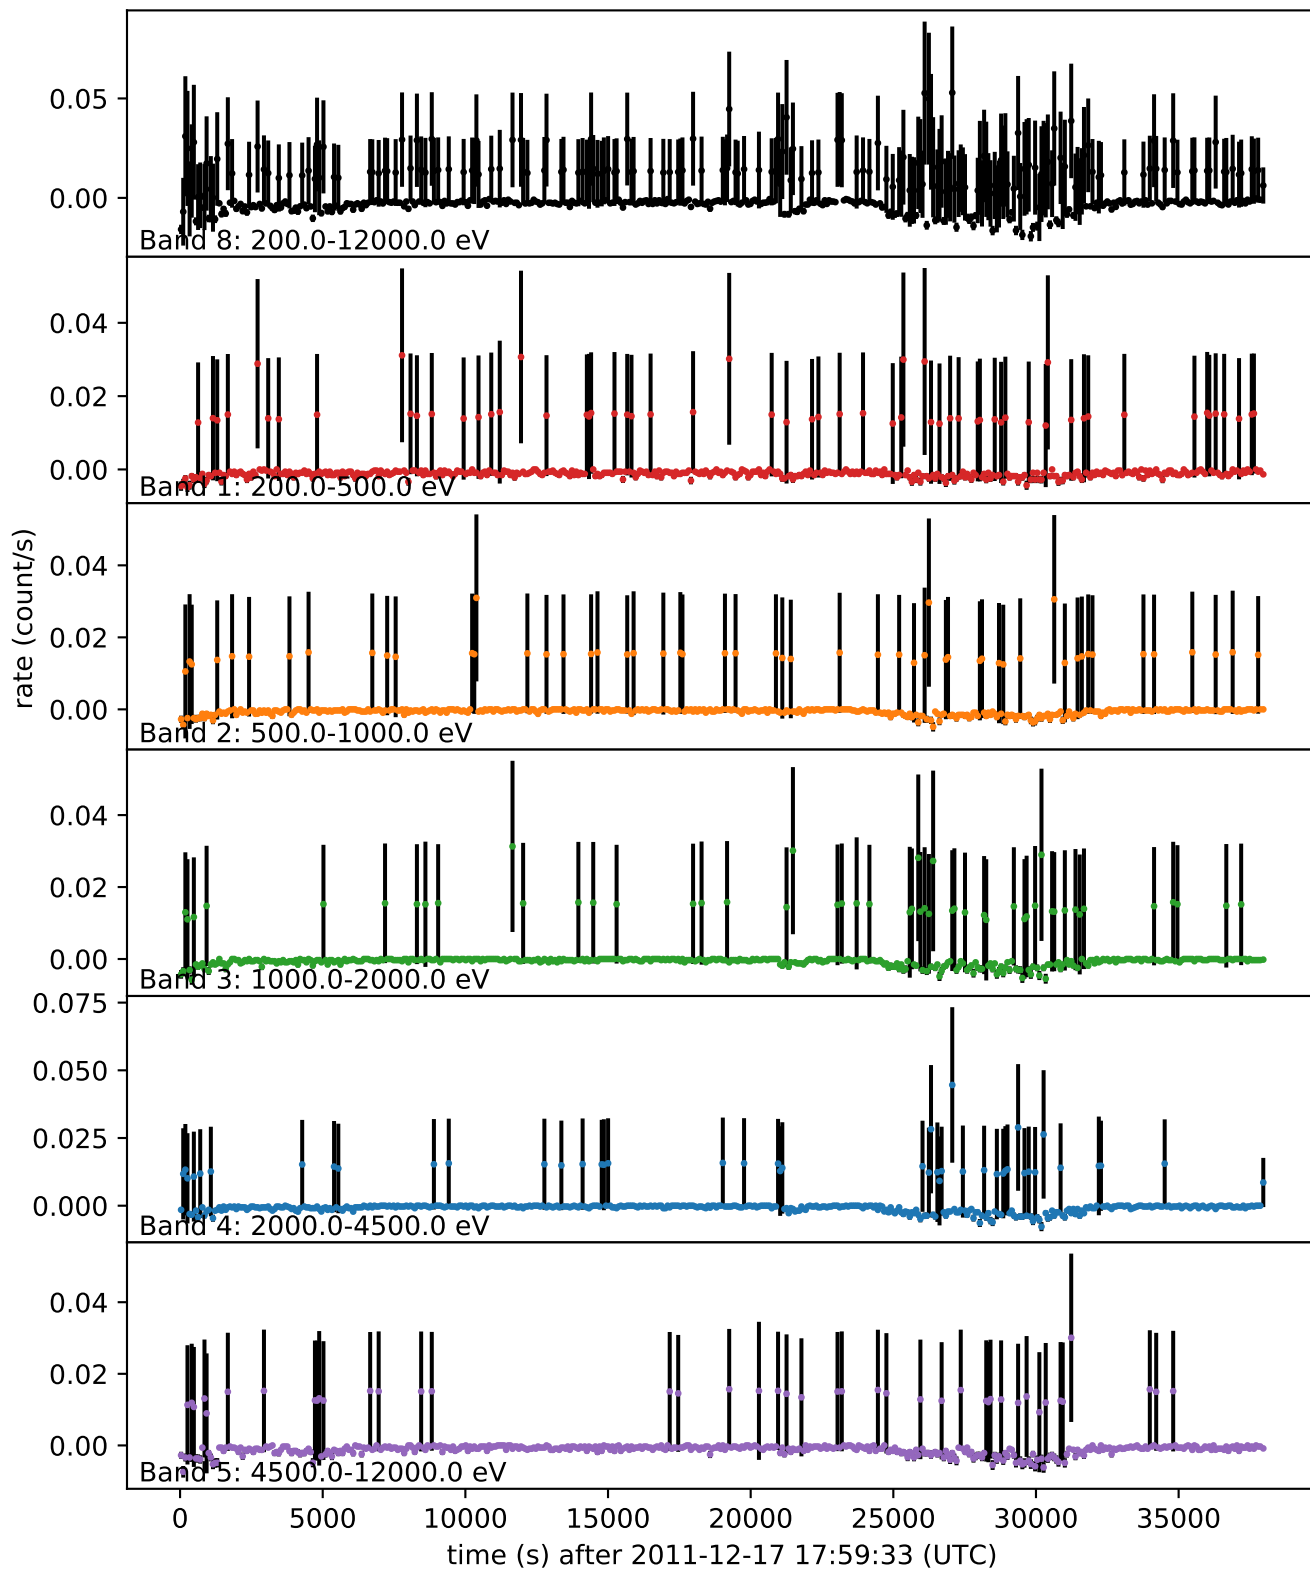 0.05
0.00
Band 8: 200.0-12000.0 eV
0.04
0.02
0.00
Band 1: 200.0-500.0 eV
rate (count/s)
0.04
0.02
0.00
Band 2: 500.0-1000.0 eV
0.04
0.02
0.00
Band 3: 1000.0-2000.0 eV
0.075
0.050
0.025
0.000
Band 4: 2000.0-4500.0 eV
0.04
0.02
0.00
Band 5: 4500.0-12000.0 eV
0 5000 10000 15000 20000 25000 30000 35000
time (s) after 2011-12-17 17:59:33 (UTC)